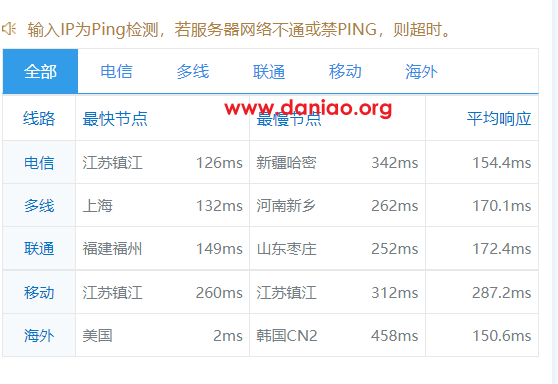 输入IP为Ping检测，若服务器网络不通或禁PING，则超时。
全部 电信 多线 联通 移动 海外
www.daniao.org
线路 最快节点 最慢节点 平均响应
电信 江苏镇江 126ms 新疆哈密 342ms 154.4ms
多线 上海 132ms 河南新乡 262ms 170.1ms
联通 福建福州 149ms 山东枣庄 252ms 172.4ms
移动 江苏镇江 260ms 江苏镇江 312ms 287.2ms
海外 美国 2ms 韩国CN2 458ms 150.6ms